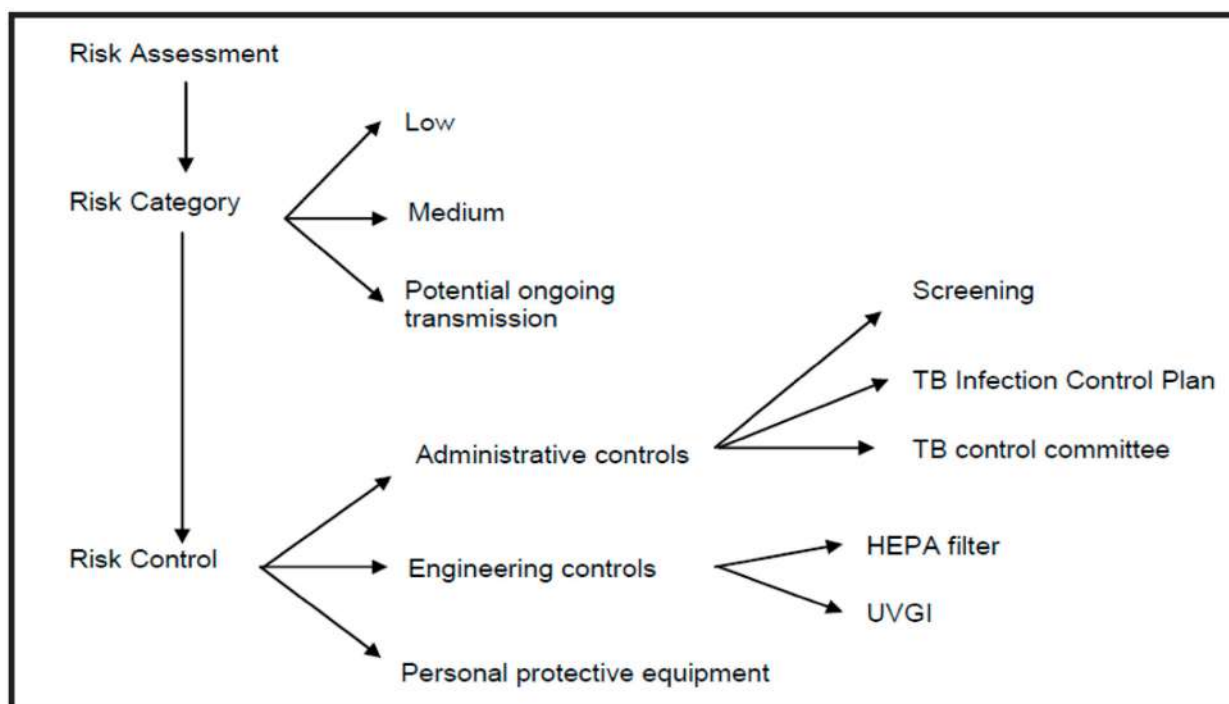 Risk Assessment
Low
Risk Category
Medium
Potential ongoing
transmission
Screening
TB Infection Control Plan
Administrative controls
TB control committee
Risk Control
Engineering controls
HEPA filter
UVGI
Personal protective equipment